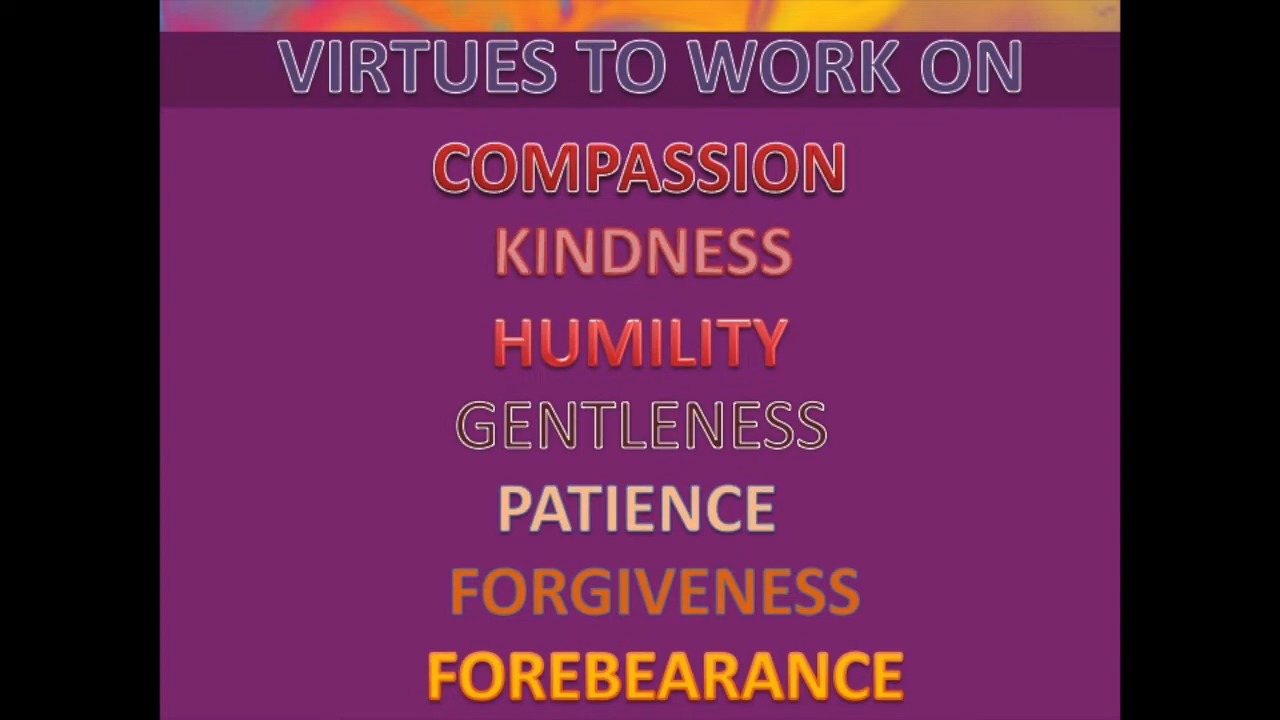 VIRTUES TO WORK ON
COMPASSION
KINDNESS
HUMILITY
GENTLENESS
PATIENCE
FORGIVENESS
FOREBEARANCE